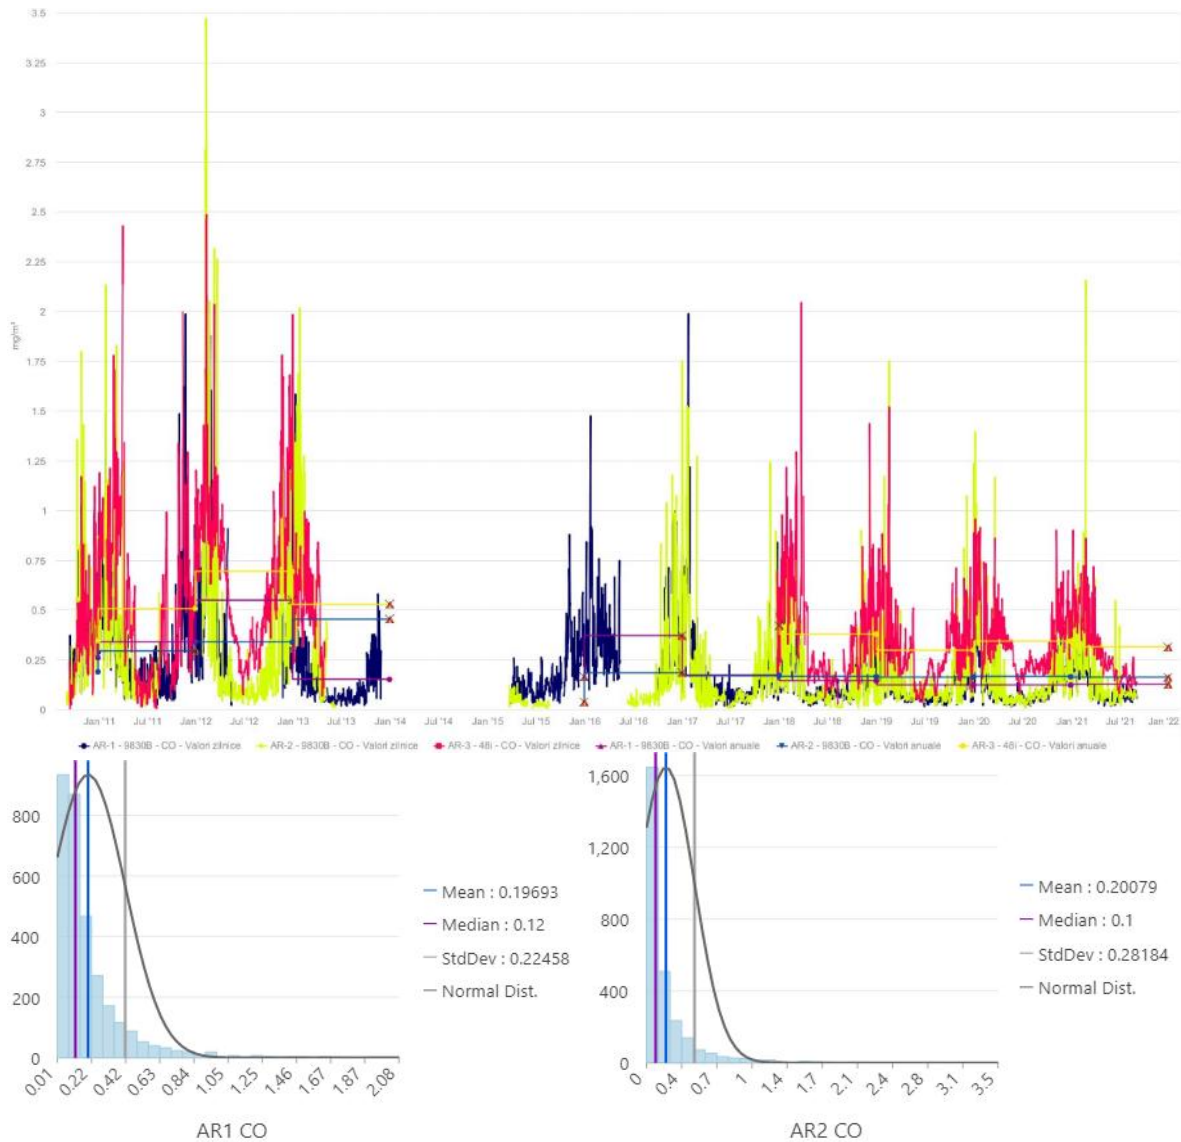 3.5
3.25
3
2.75
2.5
2.25
2
mg/m³
1.75
1.5
1.25
1
0.75
0.5
0.25
0
Jan '11 Jul '11 Jan '12 Jul '12 Jan '13 Jul '13 Jan '14 Jul '14 Jan '15 Jul '15 Jan '16 Jul '16 Jan '17 Jul '17 Jan '18 Jul '18 Jan '19 Jul '19 Jan '20 Jul '20 Jan '21 Jul '21 Jan '22
AR-1 - 9830B - CO - Valori zilnice AR-2 - 9830B - CO - Valori zilnice AR-3 - 48i - CO - Valori zilnice AR-1 - 9830B - CO - Valori anuale AR-2 - 9830B - CO - Valori anuale AR-3 - 48i - CO - Valori anuale
800
600
400
200
0
0.01 0.22 0.42 0.63 0.84 1.05 1.25 1.46 1.67 1.87 2.08
AR1 CO
Mean : 0.19693
Median : 0.12
StdDev : 0.22458
Normal Dist.
1,600
1,200
800
400
0
0 0.4 0.7 1 1.4 1.7 2.1 2.4 2.8 3.1 3.5
AR2 CO
Mean : 0.20079
Median : 0.1
StdDev : 0.28184
Normal Dist.